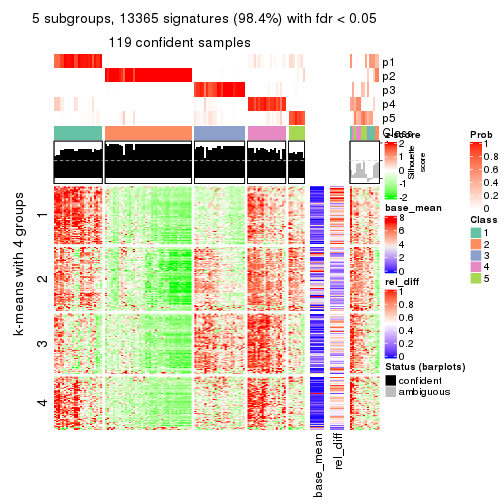 5 subgroups, 13365 signatures (98.4%) with fdr < 0.05
119 confident samples
p1
p2
p3
p4
p5
Class
Silhouette
score
k-means with 4 groups
1
2
3
4
base_mean
rel_diff
z-score
2
1
0
-1
-2
base_mean
8
6
4
2
0
rel_diff
1
0.8
0.6
0.4
0.2
0
Status (barplots)
confident
ambiguous
Prob
1
0.8
0.6
0.4
0.2
0
Class
1
2
3
4
5